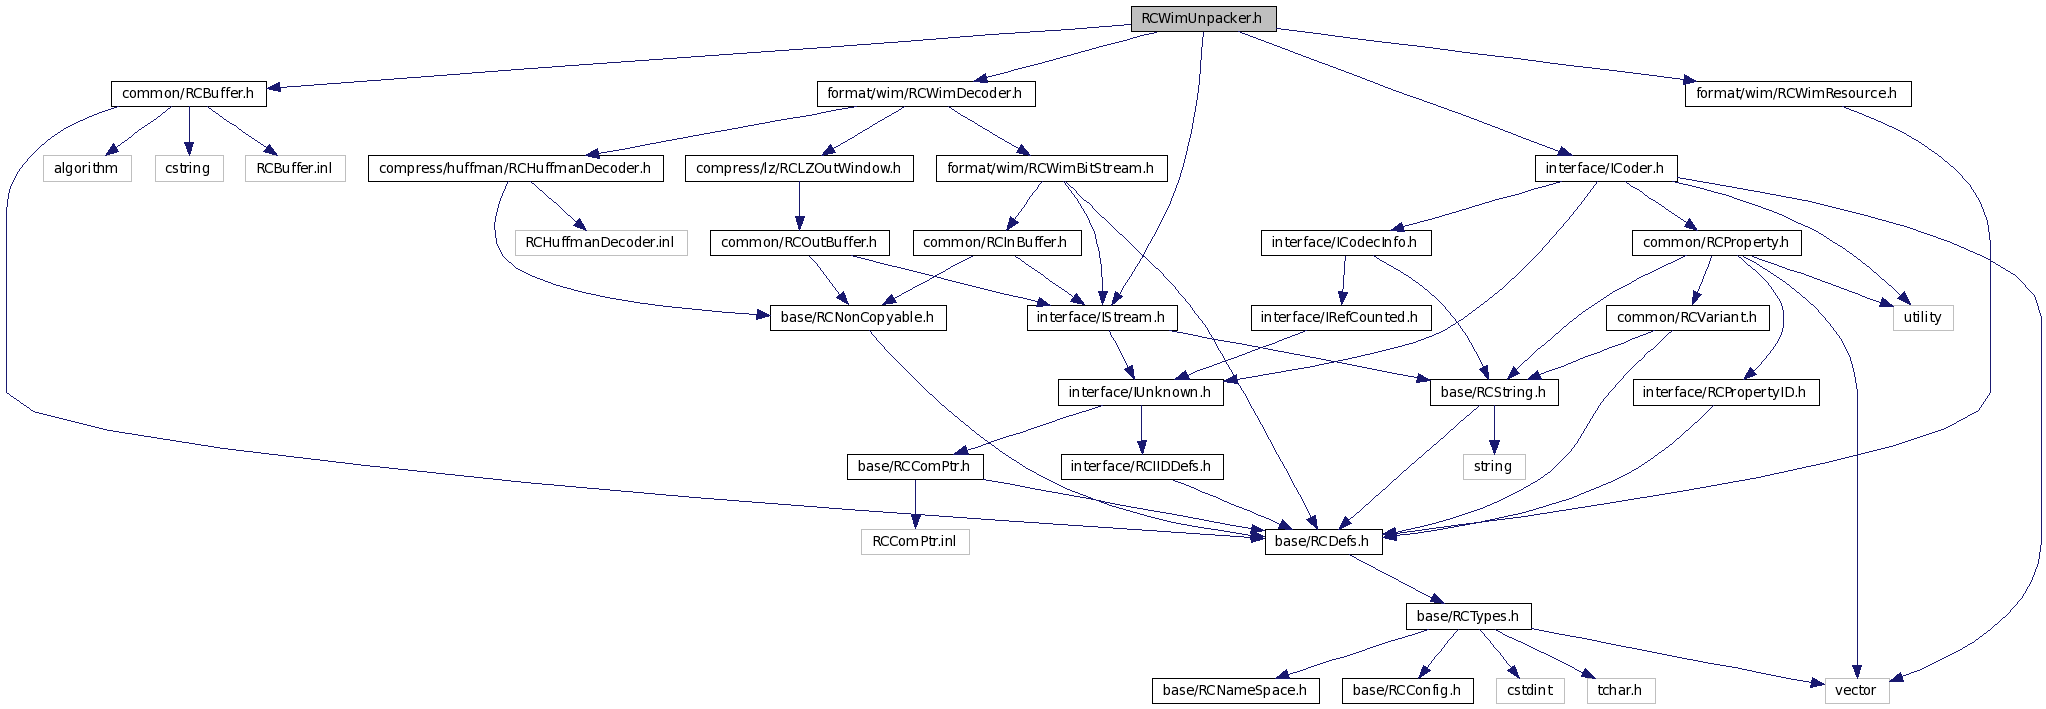 RCWimUnpacker.h
common/RCBuffer.h
format/wim/RCWimDecoder.h
format/wim/RCWimResource.h
algorithm
cstring
RCBuffer.inl
compress/huffman/RCHuffmanDecoder.h
compress/lz/RCLZOutWindow.h
format/wim/RCWimBitStream.h
interface/ICoder.h
RCHuffmanDecoder.inl
common/RCOutBuffer.h
common/RCInBuffer.h
interface/ICodecInfo.h
common/RCProperty.h
base/RCNonCopyable.h
interface/IStream.h
interface/IRefCounted.h
common/RCVariant.h
utility
interface/IUnknown.h
base/RCString.h
interface/RCPropertyID.h
base/RCComPtr.h
interface/RCIIDDefs.h
string
RCComPtr.inl
base/RCDefs.h
base/RCTypes.h
base/RCNameSpace.h
base/RCConfig.h
cstdint
tchar.h
vector